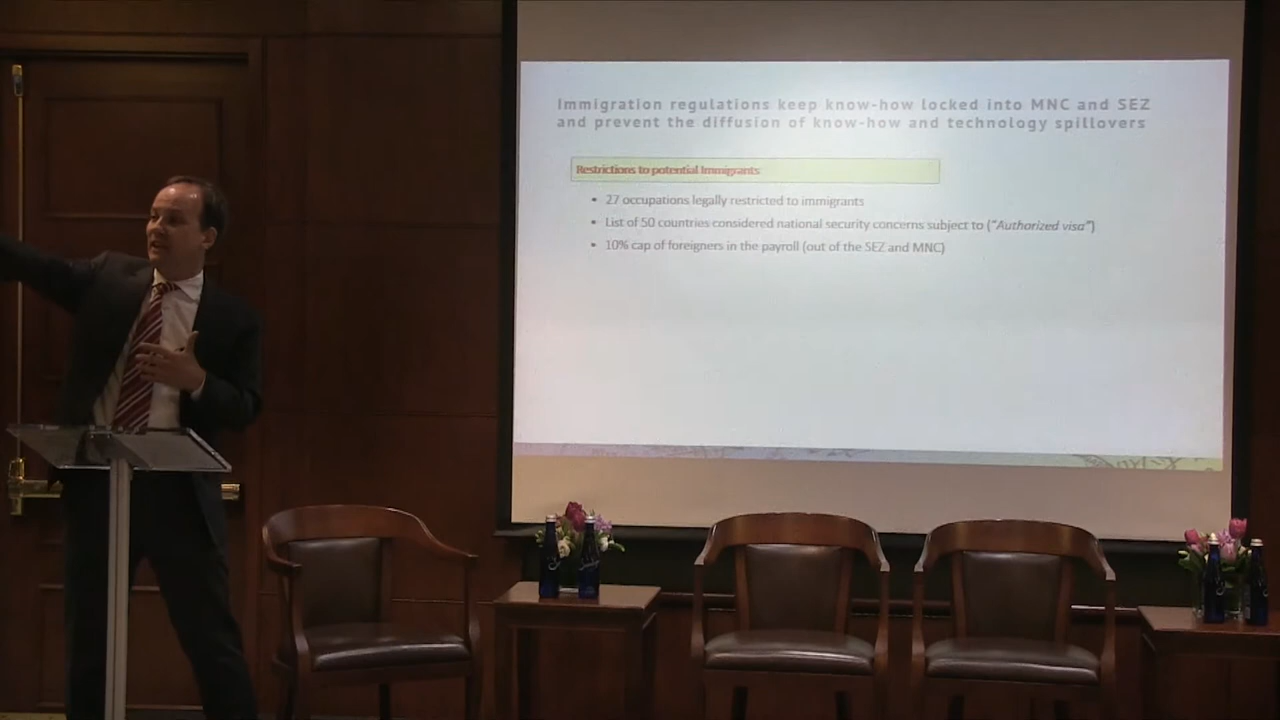 Immigration regulations keep know-how locked into MNC and SEZ
and prevent the diffusion of know-how and technology spillovers
Restrictions to potential Immigrants
• 27 occupations legally restricted to immigrants
• List of 50 countries considered national security concerns subject to ("Authorized visa")
• 10% cap of foreigners in the payroll (out of the SEZ and MNC)